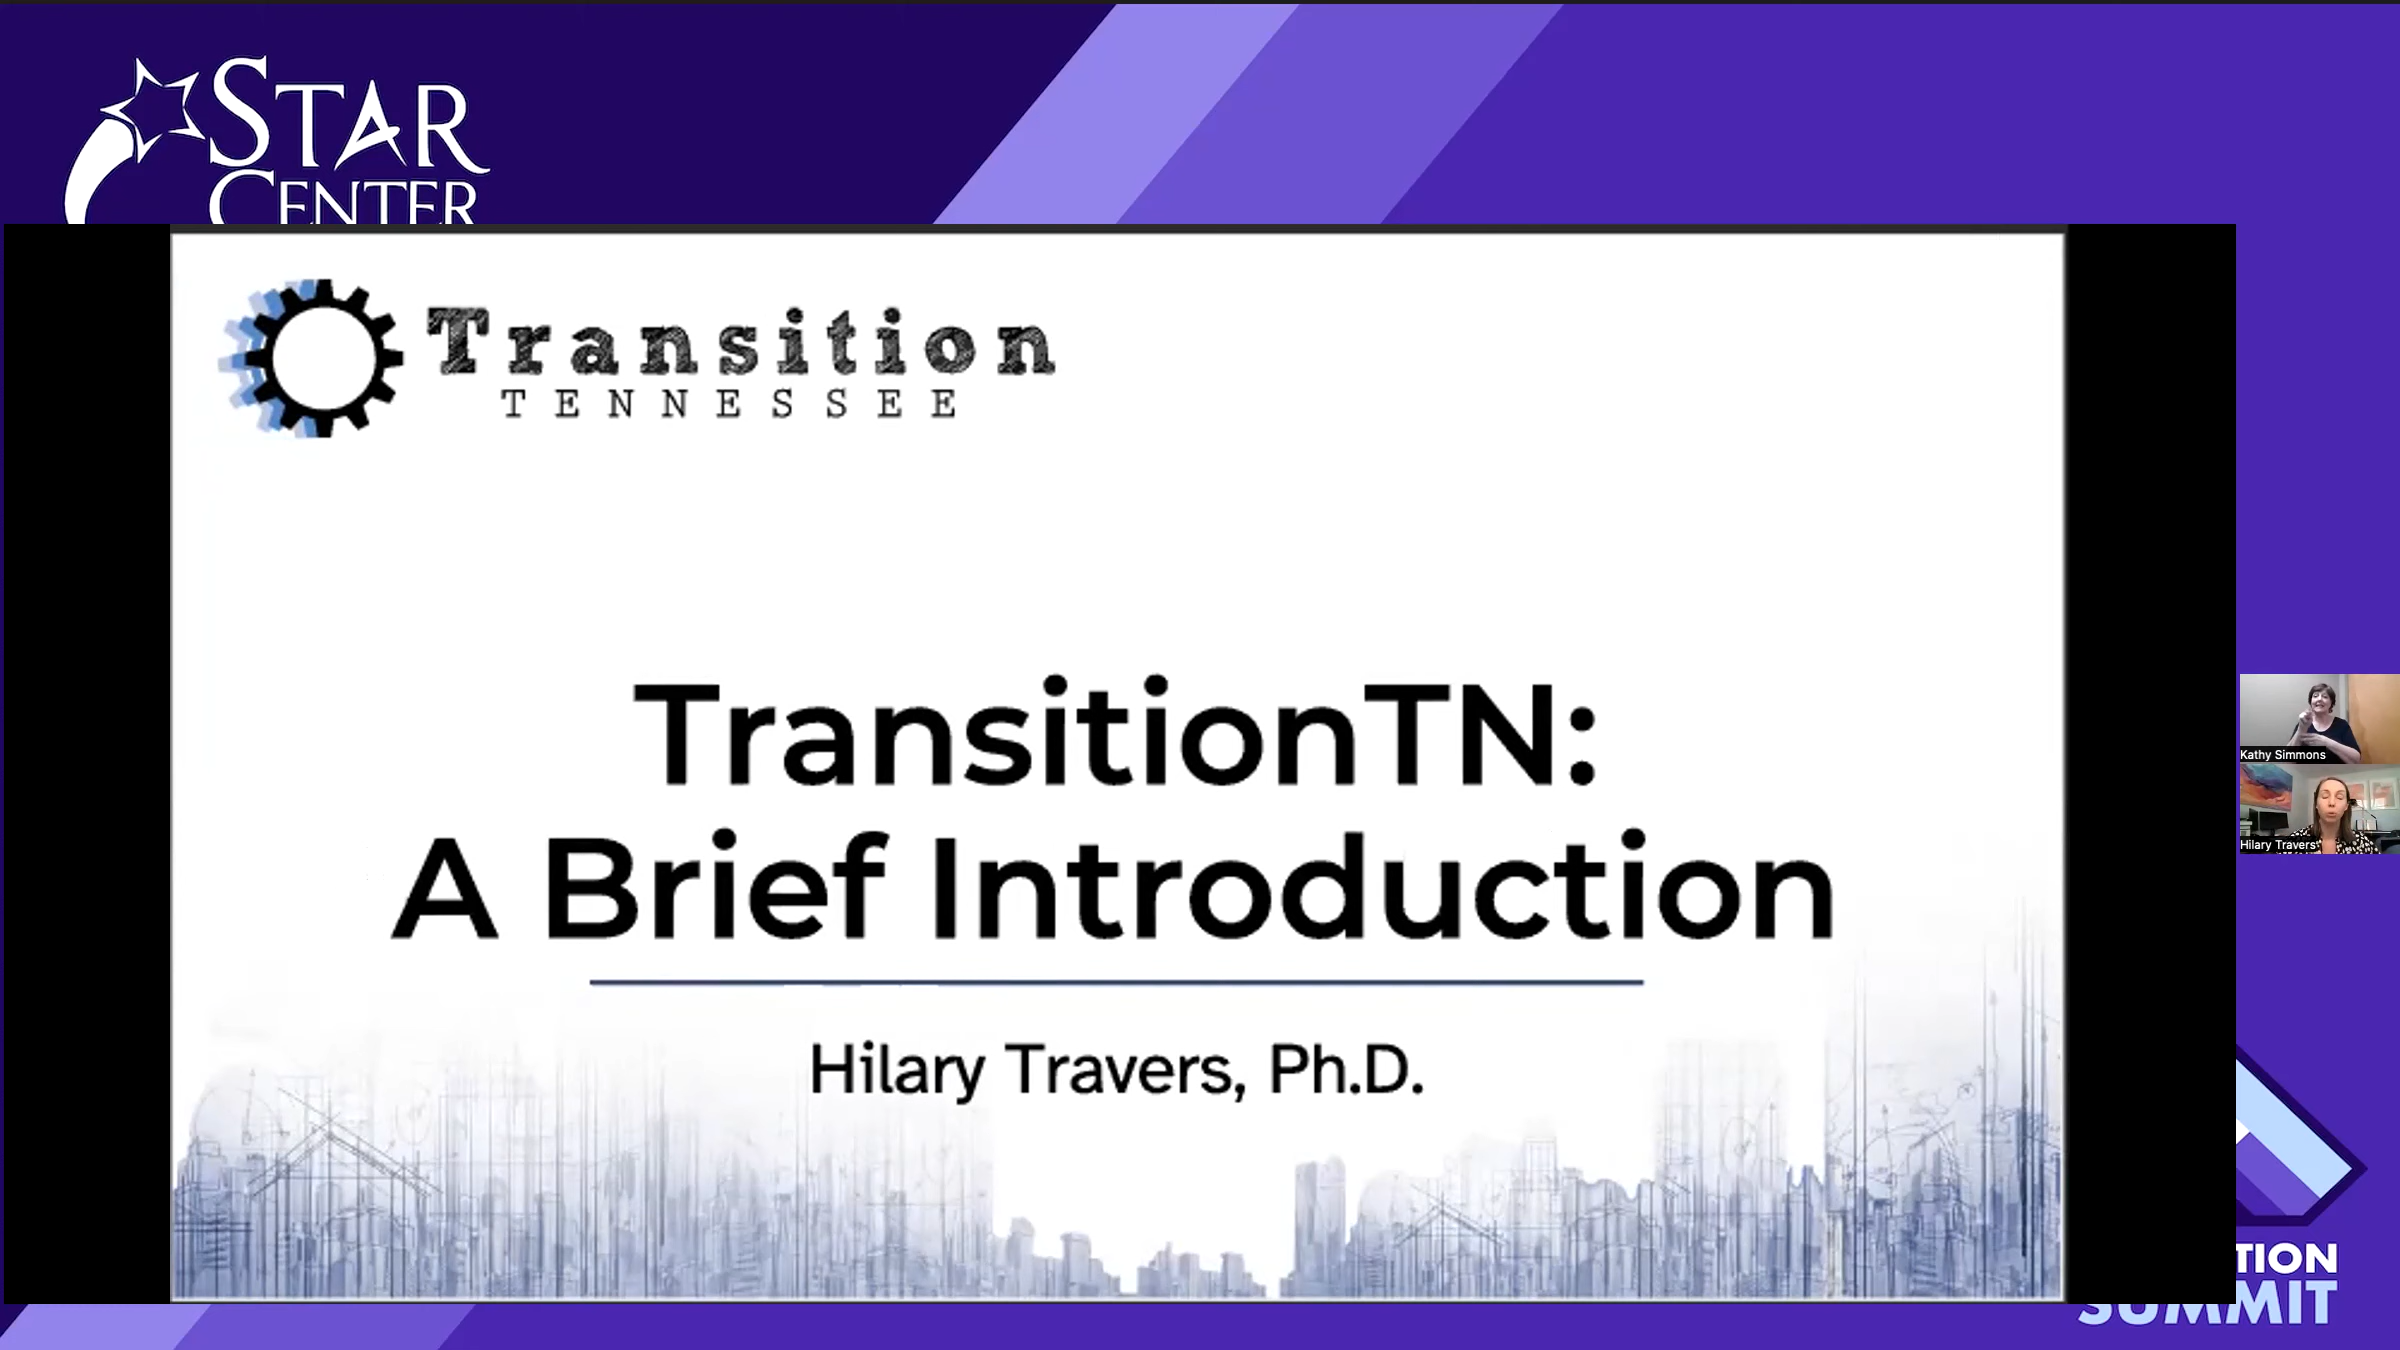 STAR
CENTER
Transition
TENNESSEE
TransitionTN:
A Brief Introduction
Hilary Travers, Ph.D.
Kathy Simmons
Hilary Travers
TION
SUMMIT